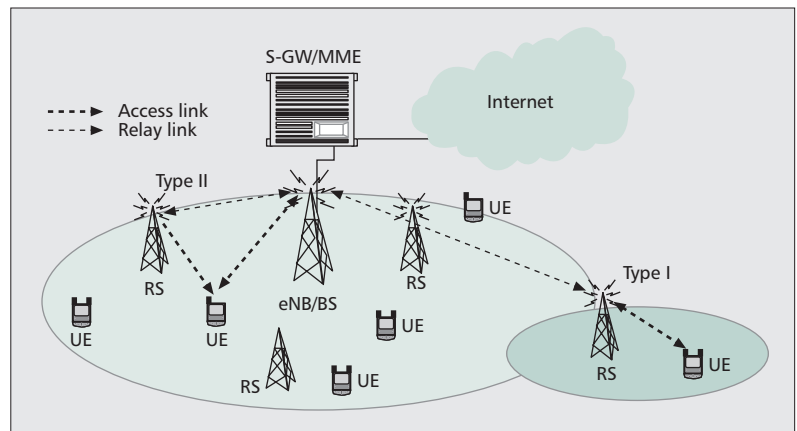 S-GW/MME
Internet
Access link
Relay link
Type II
UE
RS
RS
eNB/BS
Type I
UE
UE
UE
RS
UE
RS
UE